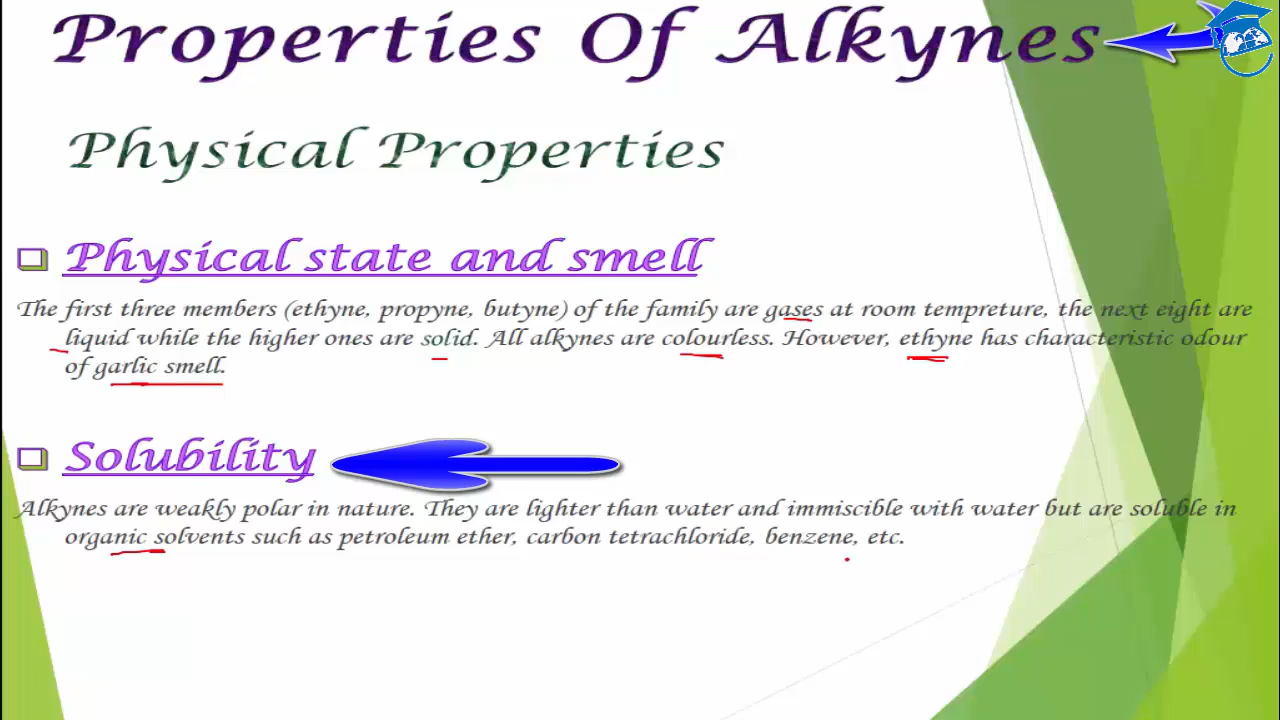 Properties Of Alkynes
Physical Properties
Physical state and smell
The first three members (ethyne, propyne, butyne) of the family are gases at room tempreture, the next eight are
liquid while the higher ones are solid. All alkynes are colourless. However, ethyne has characteristic odour
of garlic smell.
Solubility
Alkynes are weakly polar in nature. They are lighter than water and immiscible with water but are soluble in
organic solvents such as petroleum ether, carbon tetrachloride, benzene, etc.